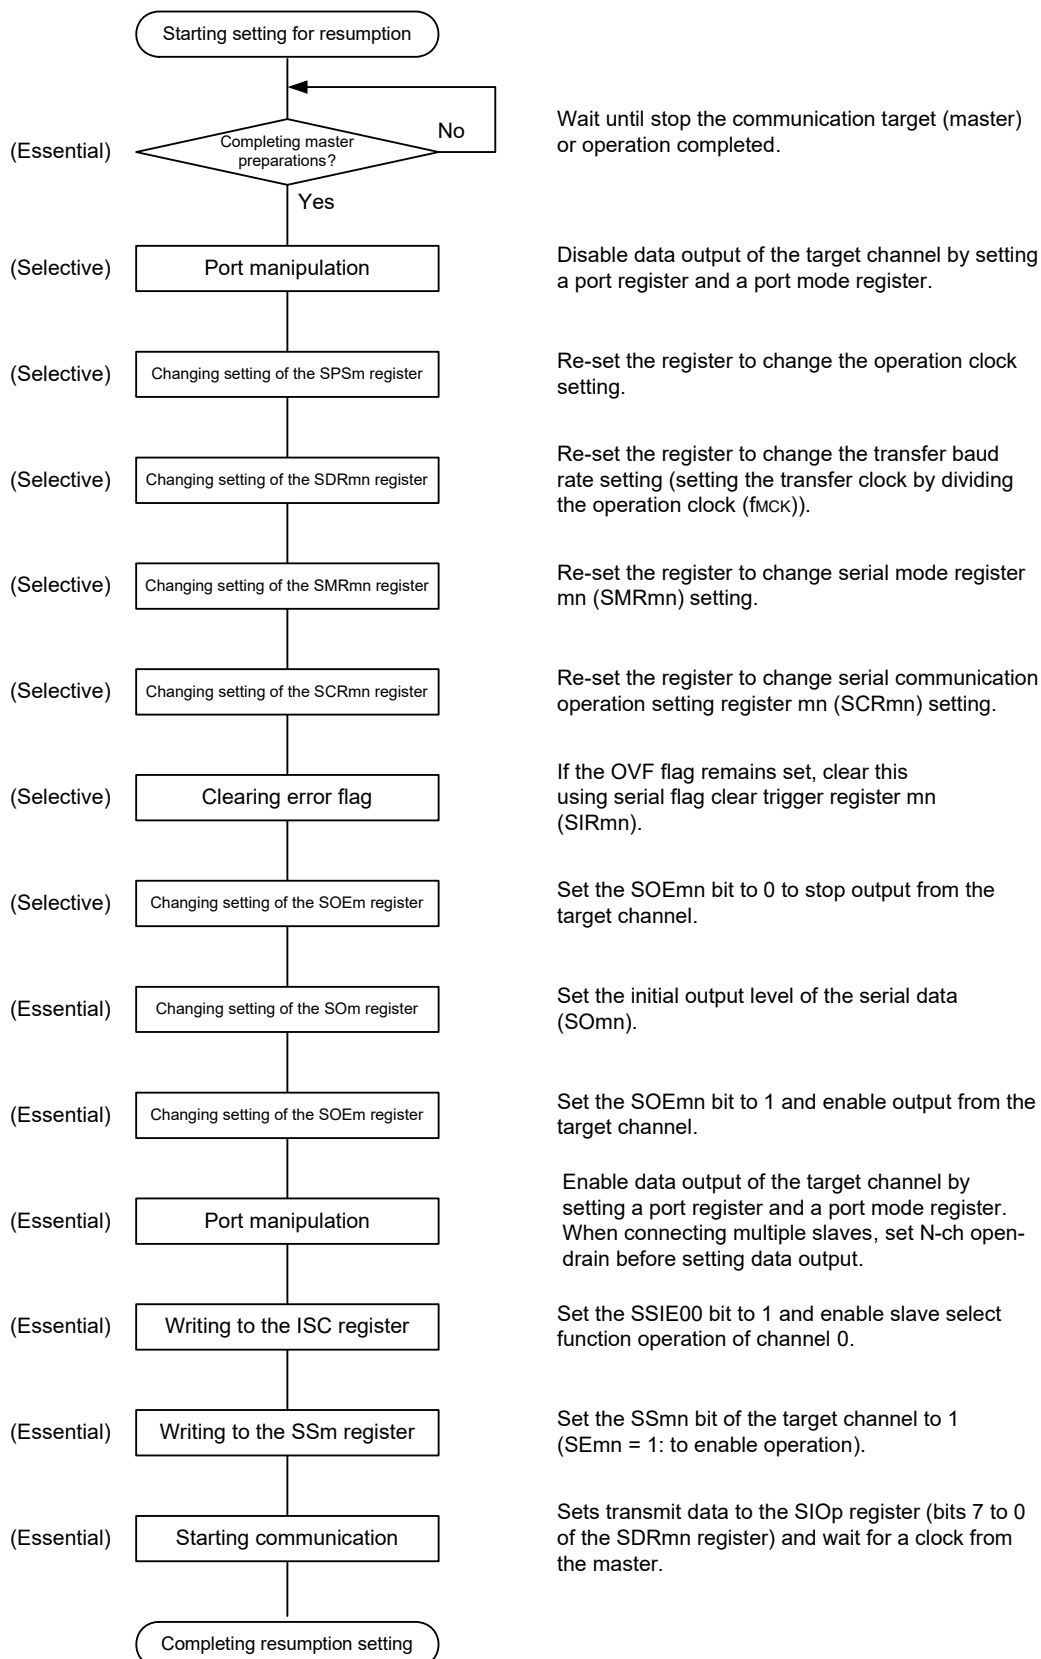 Starting setting for resumption
(Essential)
Completing master
preparations?
No
Yes
Wait until stop the communication target (master)
or operation completed.
(Selective)
Port manipulation
Disable data output of the target channel by setting
a port register and a port mode register.
(Selective)
Changing setting of the SPSm register
Re-set the register to change the operation clock
setting.
(Selective)
Changing setting of the SDRmn register
Re-set the register to change the transfer baud
rate setting (setting the transfer clock by dividing
the operation clock (fMCK)).
(Selective)
Changing setting of the SMRmn register
Re-set the register to change serial mode register
mn (SMRmn) setting.
(Selective)
Changing setting of the SCRmn register
Re-set the register to change serial communication
operation setting register mn (SCRmn) setting.
(Selective)
Clearing error flag
If the OVF flag remains set, clear this
using serial flag clear trigger register mn
(SIRmn).
(Selective)
Changing setting of the SOEm register
Set the SOEmn bit to 0 to stop output from the
target channel.
(Essential)
Changing setting of the SOm register
Set the initial output level of the serial data
(SOmn).
(Essential)
Changing setting of the SOEm register
Set the SOEmn bit to 1 and enable output from the
target channel.
(Essential)
Port manipulation
Enable data output of the target channel by
setting a port register and a port mode register.
When connecting multiple slaves, set N-ch open-
drain before setting data output.
(Essential)
Writing to the ISC register
Set the SSIE00 bit to 1 and enable slave select
function operation of channel 0.
(Essential)
Writing to the SSm register
Set the SSmn bit of the target channel to 1
(SEmn = 1: to enable operation).
(Essential)
Starting communication
Sets transmit data to the SIOp register (bits 7 to 0
of the SDRmn register) and wait for a clock from
the master.
Completing resumption setting